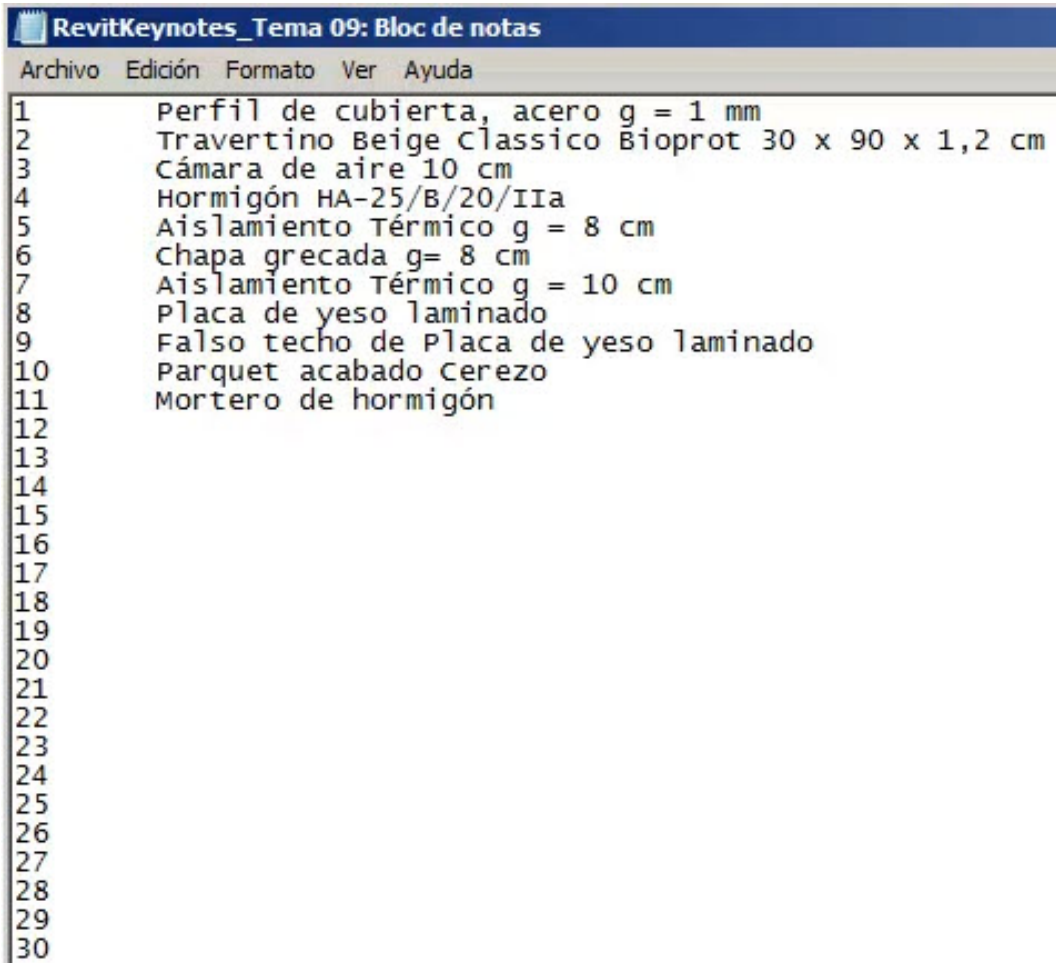 RevitKeynotes_Tema 09: Bloc de notas
Archivo Edición Formato Ver Ayuda
1 Perfil de cubierta, acero g = 1 mm
2 Travertino Beige Classico Bioprot 30 x 90 x 1,2 cm
3 Cámara de aire 10 cm
4 Hormigón HA-25/B/20/IIa
5 Aislamiento Térmico g = 8 cm
6 Chapa grecada g= 8 cm
7 Aislamiento Térmico g = 10 cm
8 Placa de yeso laminado
9 Falso techo de Placa de yeso laminado
10 Parquet acabado Cerezo
11 Mortero de hormigón
12
13
14
15
16
17
18
19
20
21
22
23
24
25
26
27
28
29
30